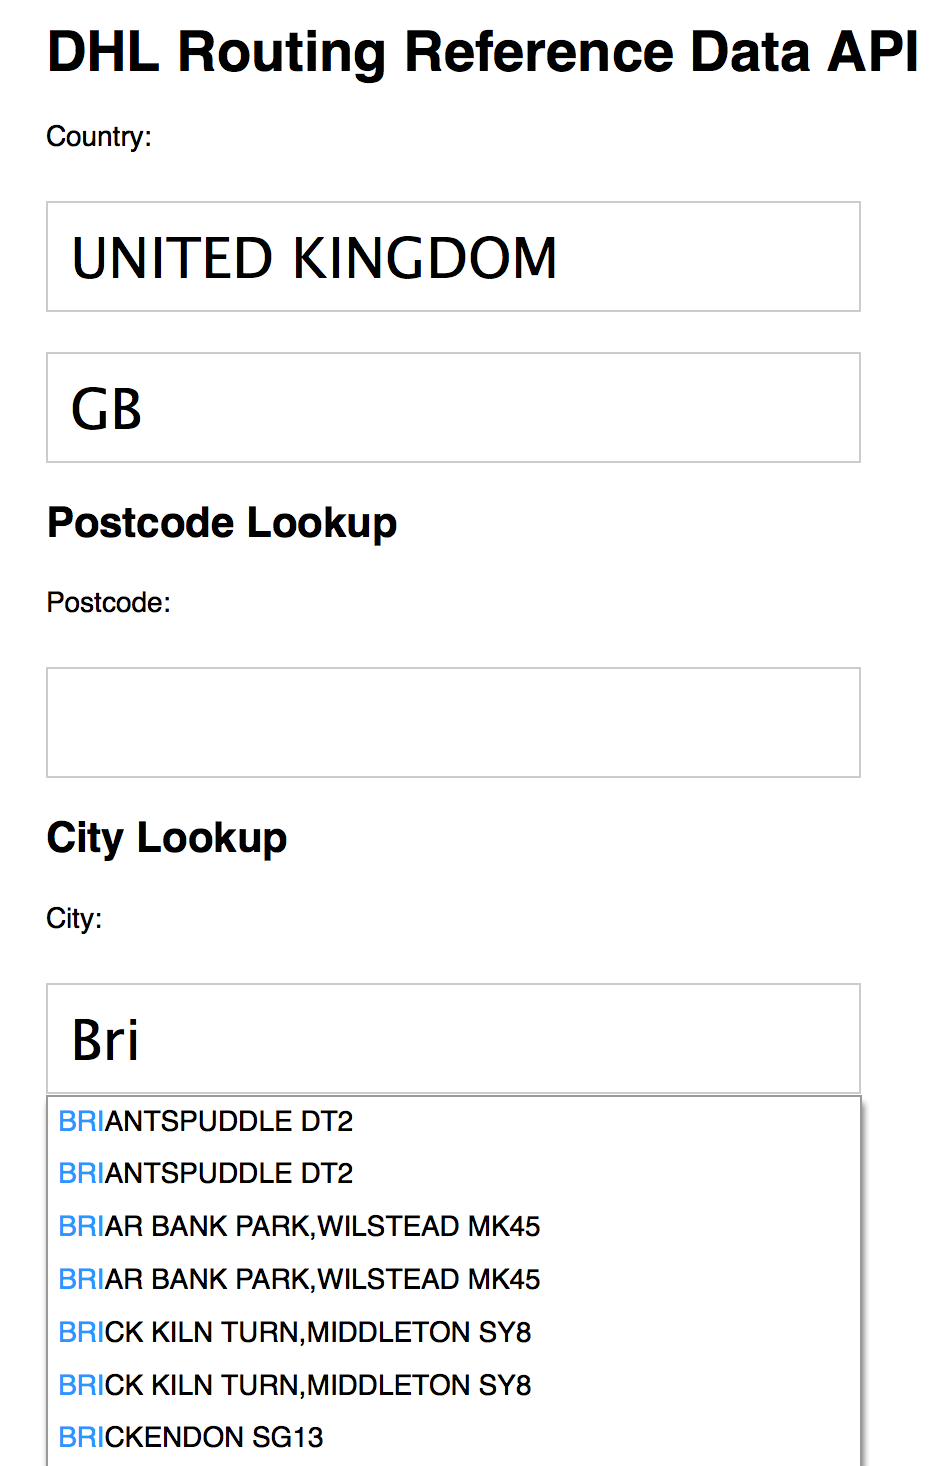 DHL Routing Reference Data API
Country:
UNITED KINGDOM
GB
Postcode Lookup
Postcode:
City Lookup
City:
Bri
BRIANTSPUDDLE DT2
BRIANTSPUDDLE DT2
BRIAR BANK PARK,WILSTEAD MK45
BRIAR BANK PARK,WILSTEAD MK45
BRICK KILN TURN,MIDDLETON SY8
BRICK KILN TURN,MIDDLETON SY8
BRICKENDON SG13